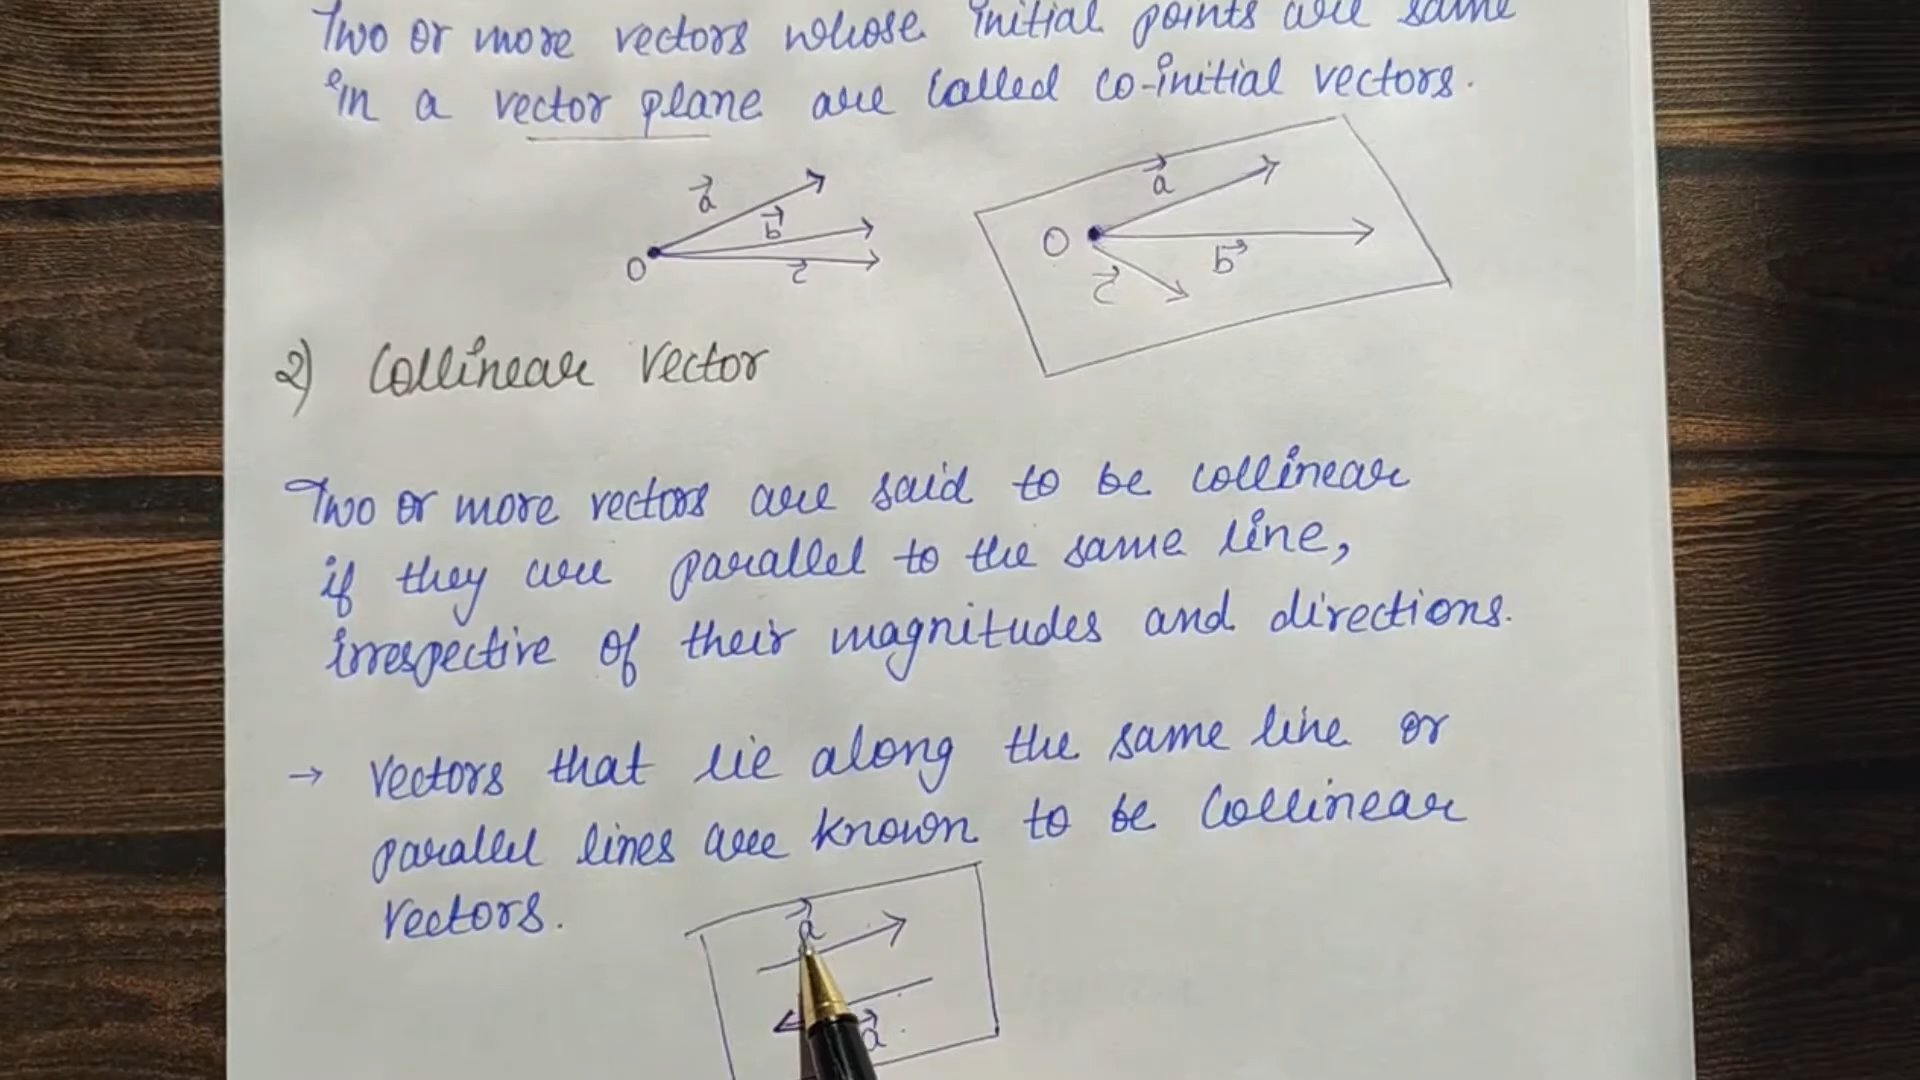 Two or more vectors whose initial points are same
in a vector plane are called co-initial vectors.
a
b
c
O
a
O
b
c
2) Collinear Vector
Two or more vectors are said to be collinear
if they are parallel to the same line,
irrespective of their magnitudes and directions.
→ Vectors that lie along the same line or
parallel lines are known to be Collinear
Vectors.
a
a